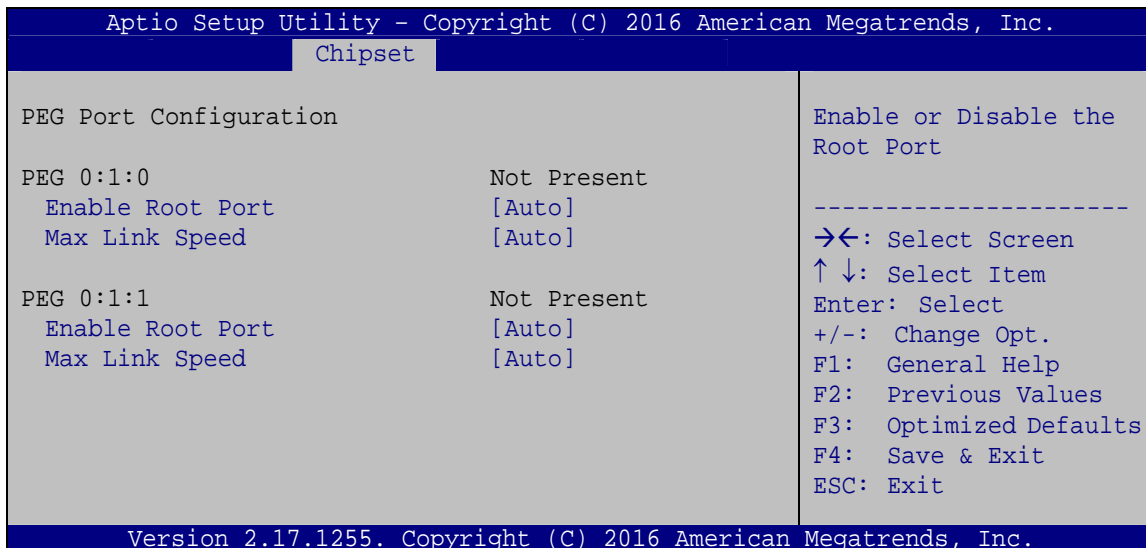 Aptio Setup Utility – Copyright (C) 2016 American Megatrends, Inc.
Chipset
PEG Port Configuration
PEG 0:1:0 Not Present
Enable Root Port [Auto]
Max Link Speed [Auto]
PEG 0:1:1 Not Present
Enable Root Port [Auto]
Max Link Speed [Auto]
Enable or Disable the
Root Port
----------------------
→←: Select Screen
↑ ↓: Select Item
Enter: Select
+/-: Change Opt.
F1: General Help
F2: Previous Values
F3: Optimized Defaults
F4: Save & Exit
ESC: Exit
Version 2.17.1255. Copyright (C) 2016 American Megatrends, Inc.